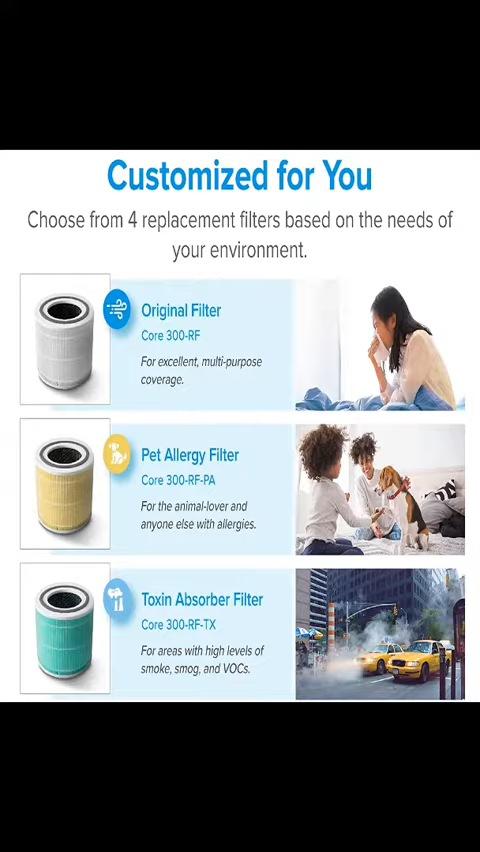 Customized for You
Choose from 4 replacement filters based on the needs of
your environment.
Original Filter
Core 300-RF
For excellent, multi-purpose
coverage.
Pet Allergy Filter
Core 300-RF-PA
For the animal-lover and
anyone else with allergies.
Toxin Absorber Filter
Core 300-RF-TX
For areas with high levels of
smoke, smog, and VOCs.